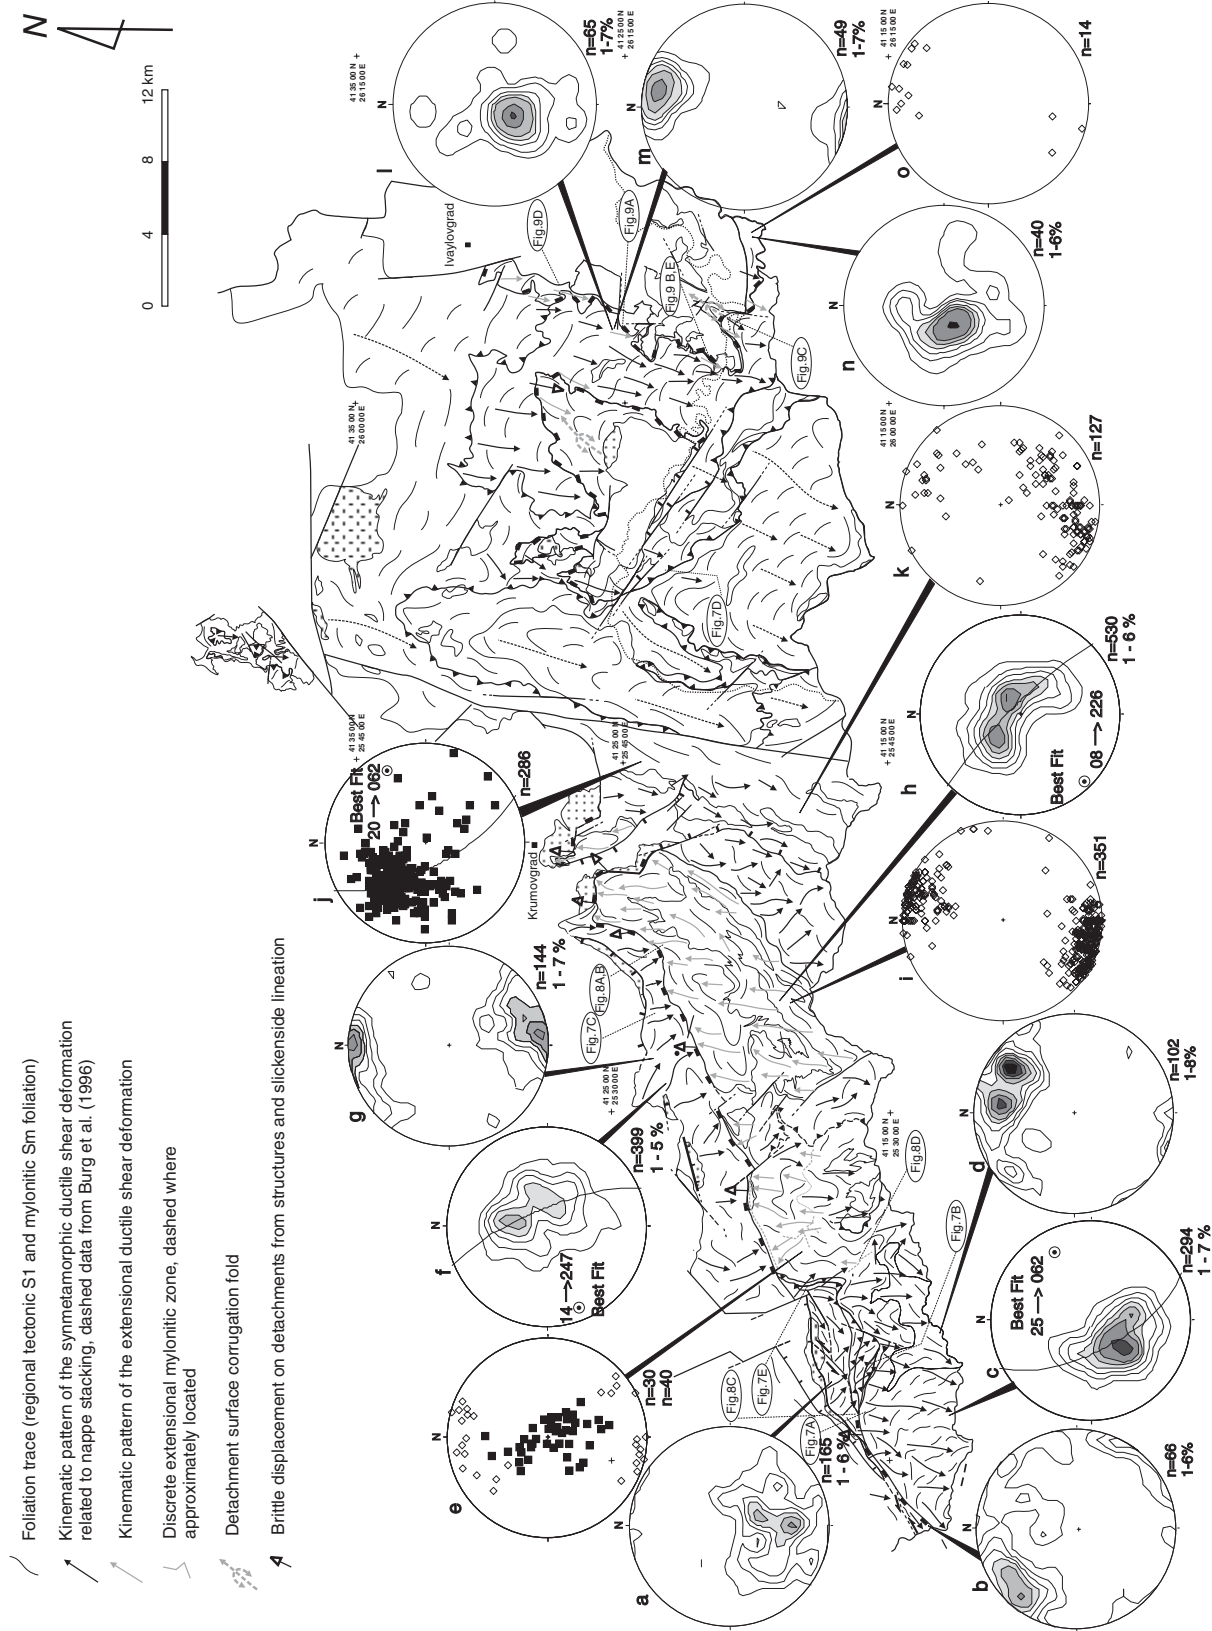 Foliation trace (regional tectonic S1 and mylonitic Sm foliation)
Kinematic pattern of the synmetamorphic ductile shear deformation
related to nappe stacking, dashed data from Burg et al. (1996)
Kinematic pattern of the extensional ductile shear deformation
Discrete extensional mylonitic zone, dashed where
approximately located
Detachment surface corrugation fold
Brittle displacement on detachments from structures and slickenside lineation
N
0 4 8 12 km
a
N
n=165
1 - 6 %
b
N
n=66
1-6%
c
N
Best Fit
25 —> 062
n=294
1 - 7 %
d
N
n=102
1-8%
e
N
n=30
n=40
f
N
14 —>247
Best Fit
n=399
1 - 5 %
g
N
n=144
1 - 7 %
h
N
Best Fit
08 —> 226
n=530
1 - 6 %
i
N
n=351
j
N
Best Fit
20 —> 062
n=286
k
N
n=127
l
N
n=65
1-7%
m
N
n=49
1-7%
n
N
n=40
1-6%
o
N
n=14
Fig.7A
Fig.7B
Fig.7C
Fig.7D
Fig.7E
Fig.8A,B
Fig.8C
Fig.8D
Fig.9A
Fig.9 B,E
Fig.9C
Fig.9D
Krumovgrad
Ivaylovgrad
41 25 00 N
+ 25 30 00 E
41 15 00 N +
25 30 00 E
41 35 00 N
+ 25 45 00 E
41 25 00 N
+ 25 45 00 E
41 15 00 N
+ 25 45 00 E
41 35 00 N +
26 00 00 E
41 15 00 N +
26 00 00 E
41 35 00 N +
26 15 00 E
41 25 00 N
+ 26 15 00 E
41 15 00 N
+ 26 15 00 E